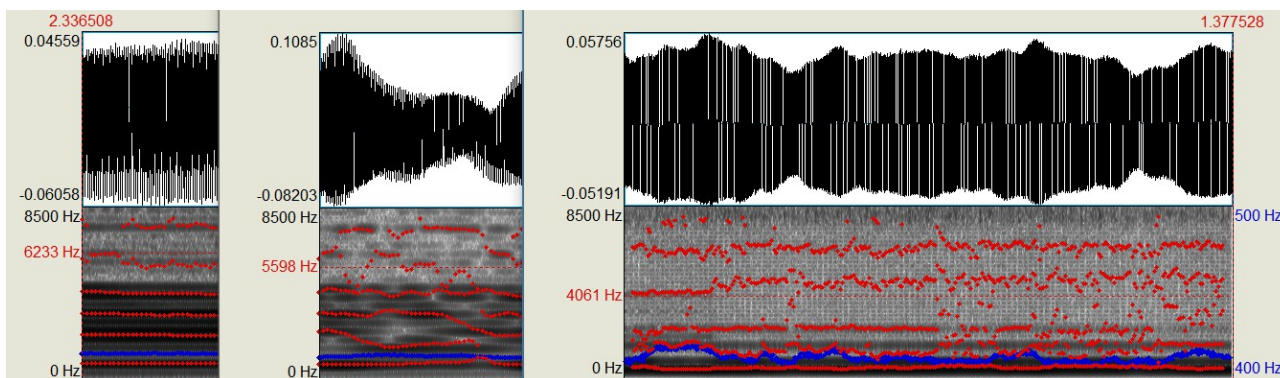 2.336508
1.377528
0.04559
0.1085
0.05756
-0.06058
-0.08203
-0.05191
8500 Hz
8500 Hz
8500 Hz
500 Hz
6233 Hz
5598 Hz
4061 Hz
0 Hz
0 Hz
0 Hz
400 Hz